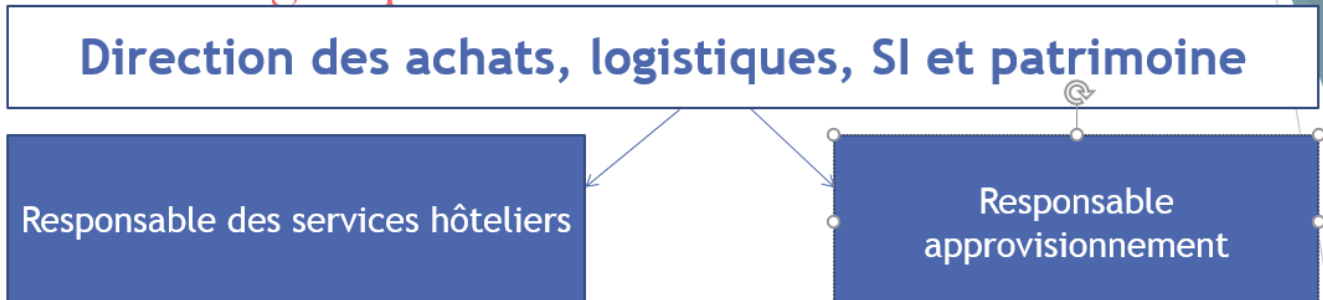 Direction des achats, logistiques, SI et patrimoine
Responsable des services hôteliers
Responsable
approvisionnement